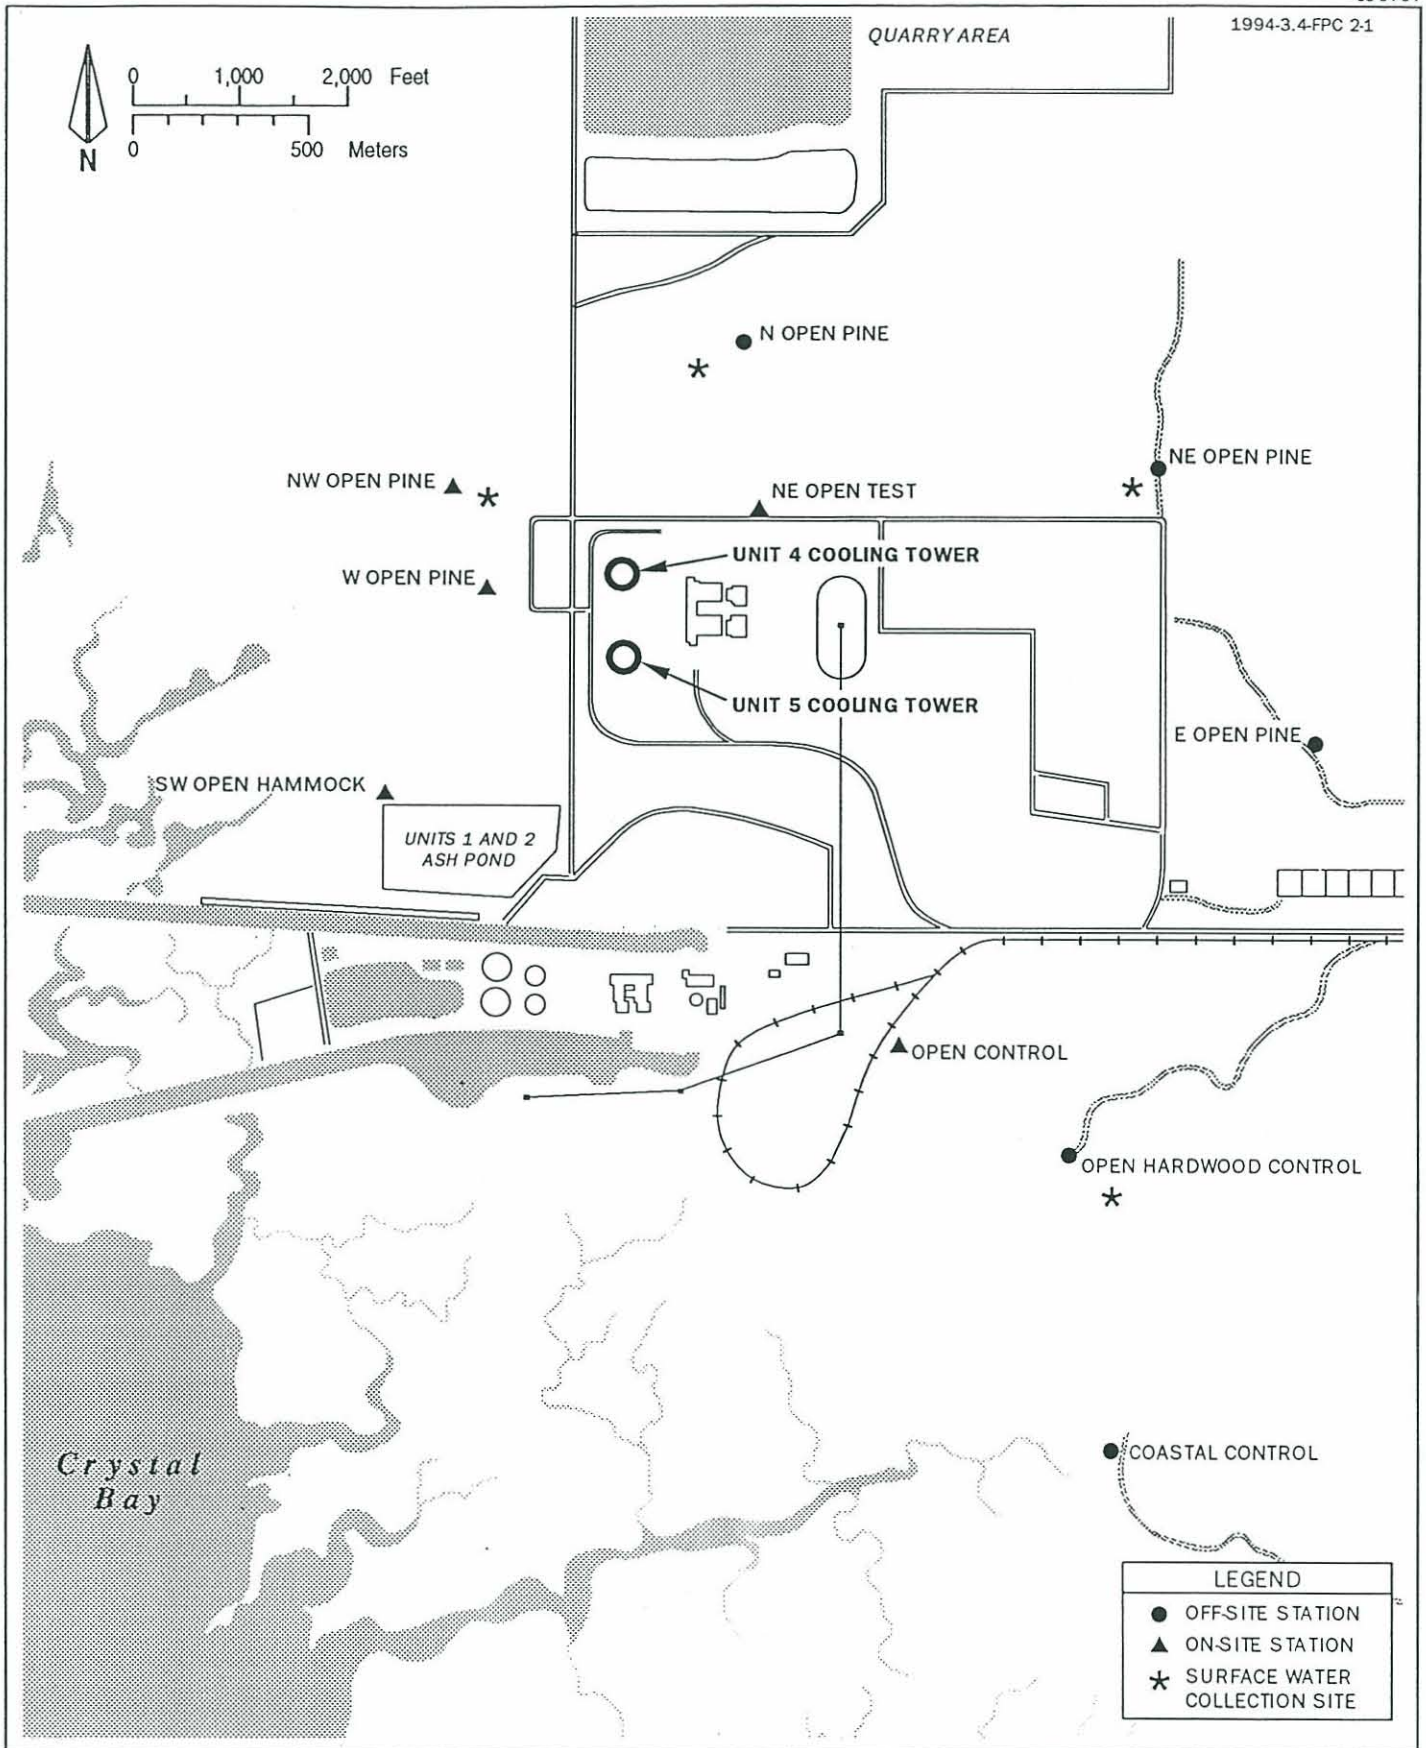 1994-3.4-FPC 2-1
QUARRY AREA
0 1,000 2,000 Feet
0 500 Meters
N
N OPEN PINE
NE OPEN PINE
NW OPEN PINE
NE OPEN TEST
UNIT 4 COOLING TOWER
W OPEN PINE
UNIT 5 COOLING TOWER
E OPEN PINE
SW OPEN HAMMOCK
UNITS 1 AND 2
ASH POND
OPEN CONTROL
OPEN HARDWOOD CONTROL
COASTAL CONTROL
Crystal
Bay
LEGEND
OFF-SITE STATION
ON-SITE STATION
SURFACE WATER
COLLECTION SITE